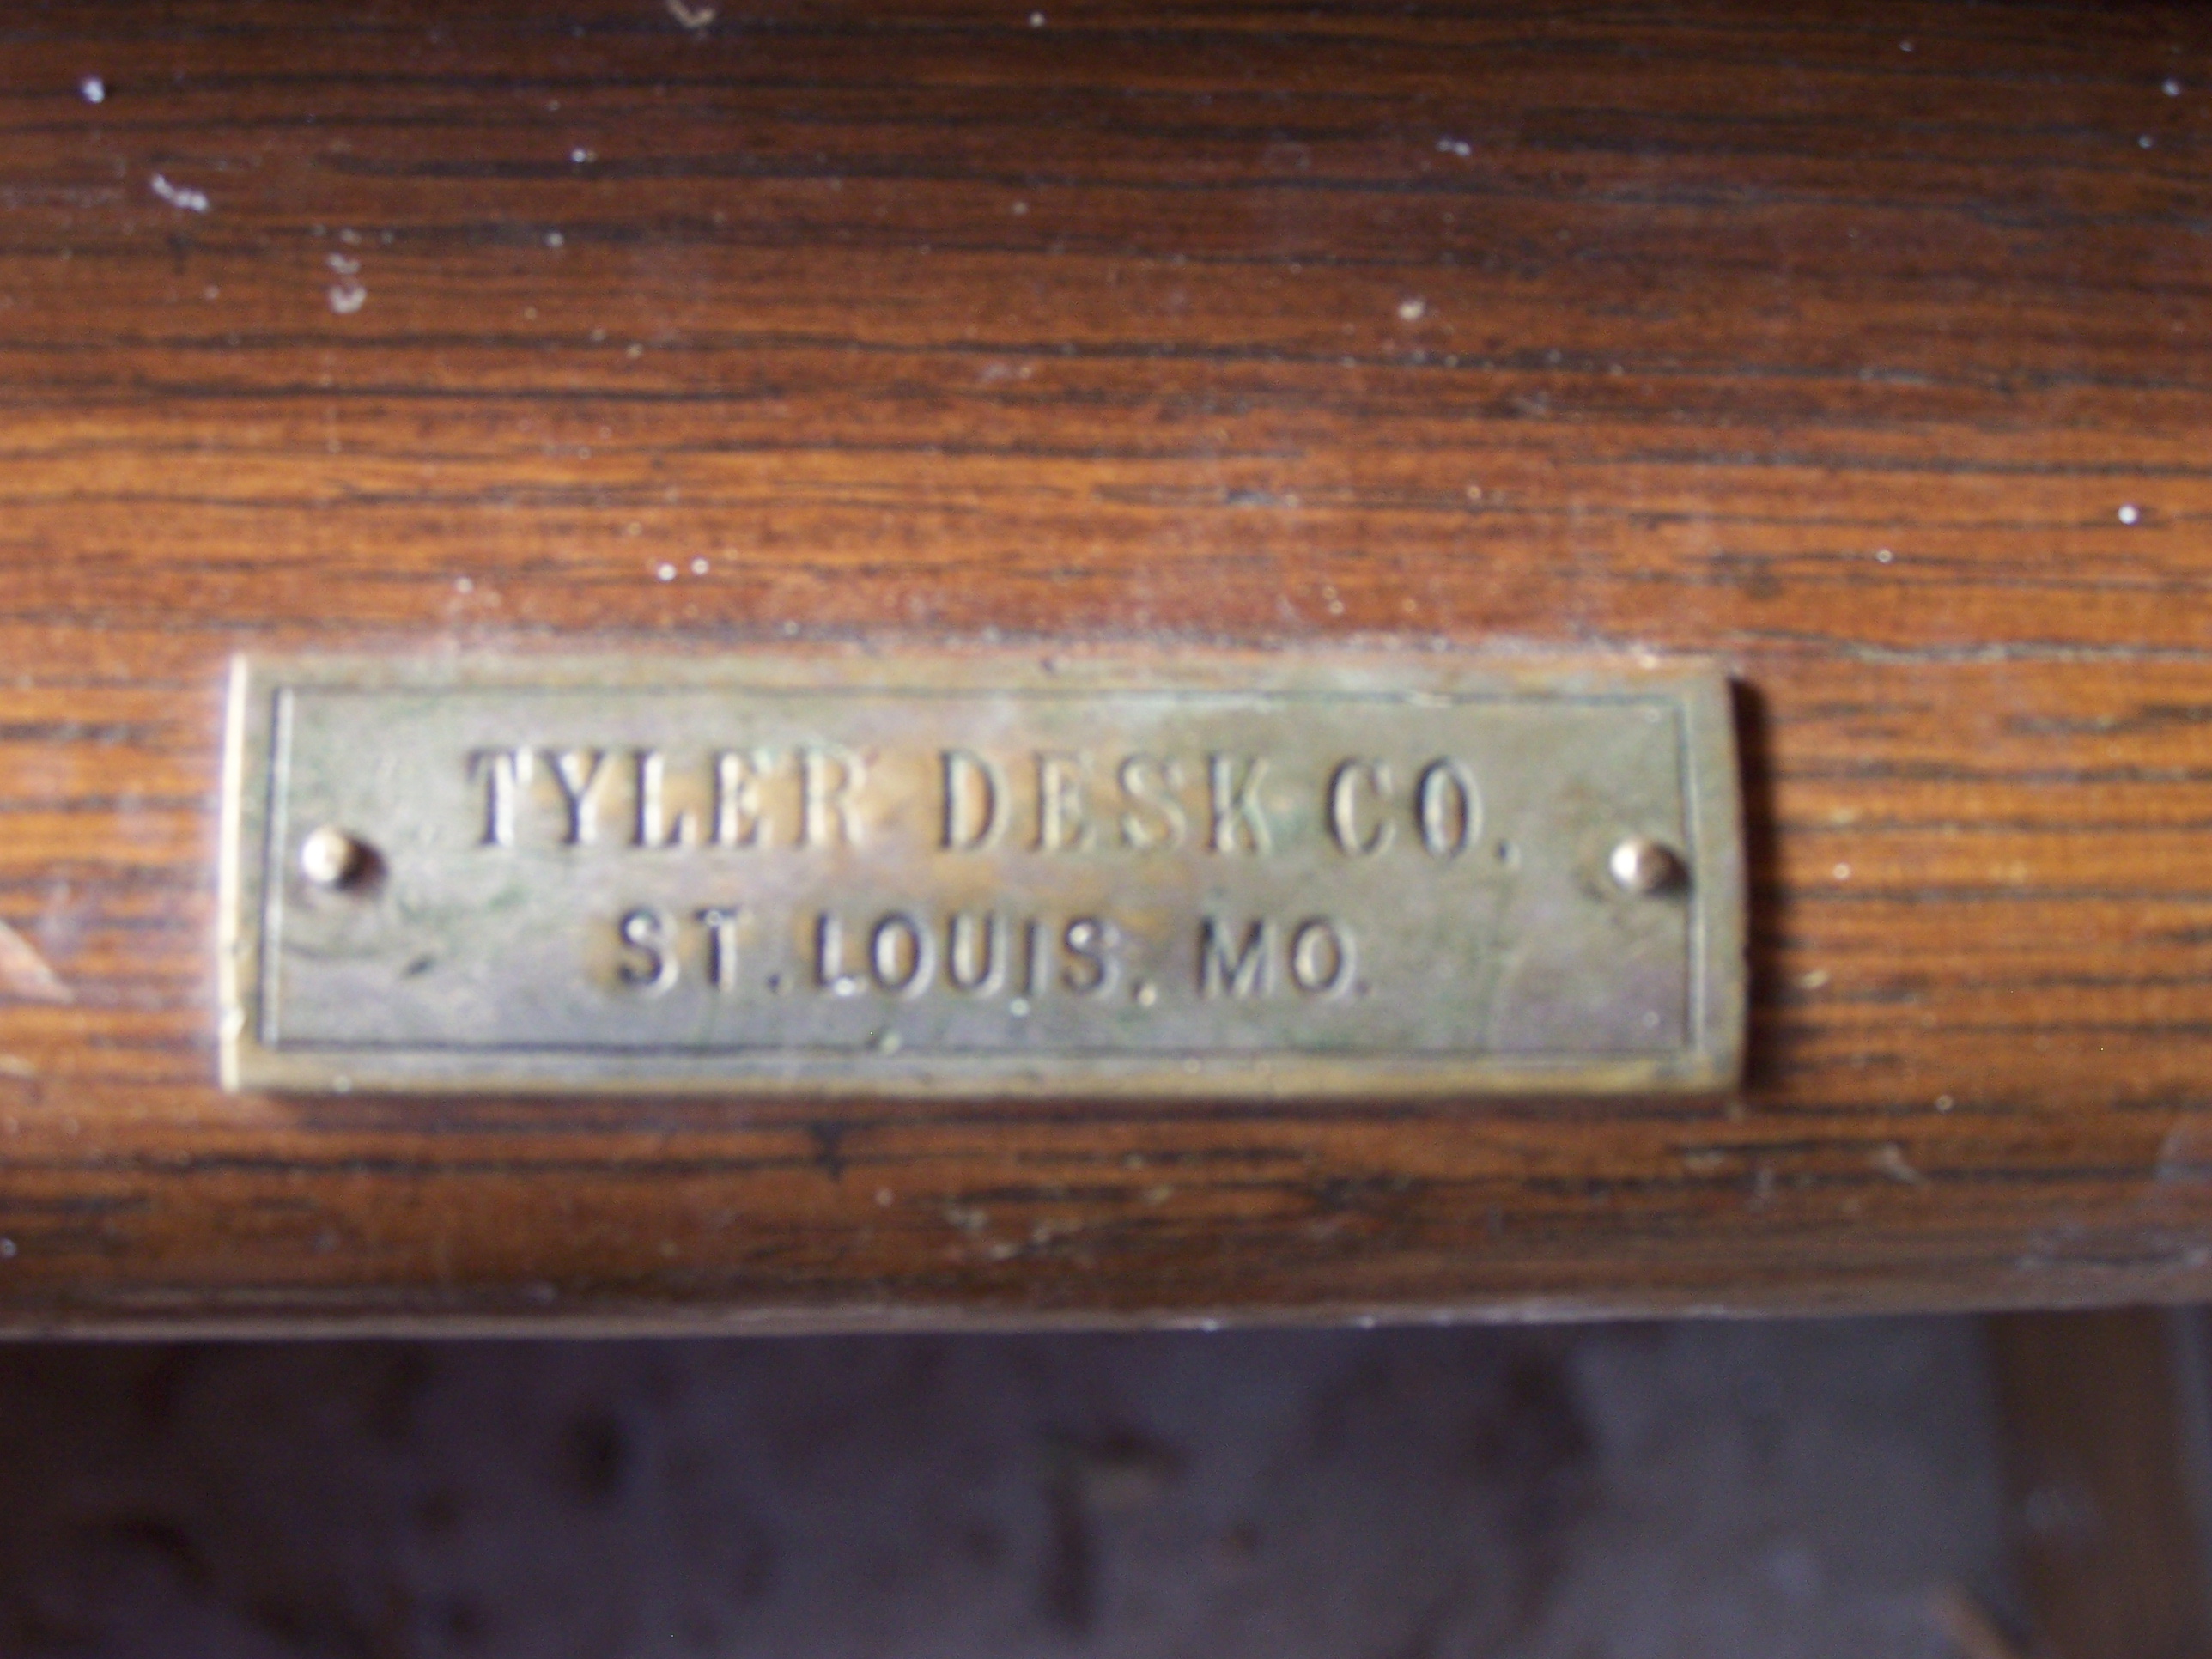 TYLER DESK CO.
ST. LOUIS, MO.